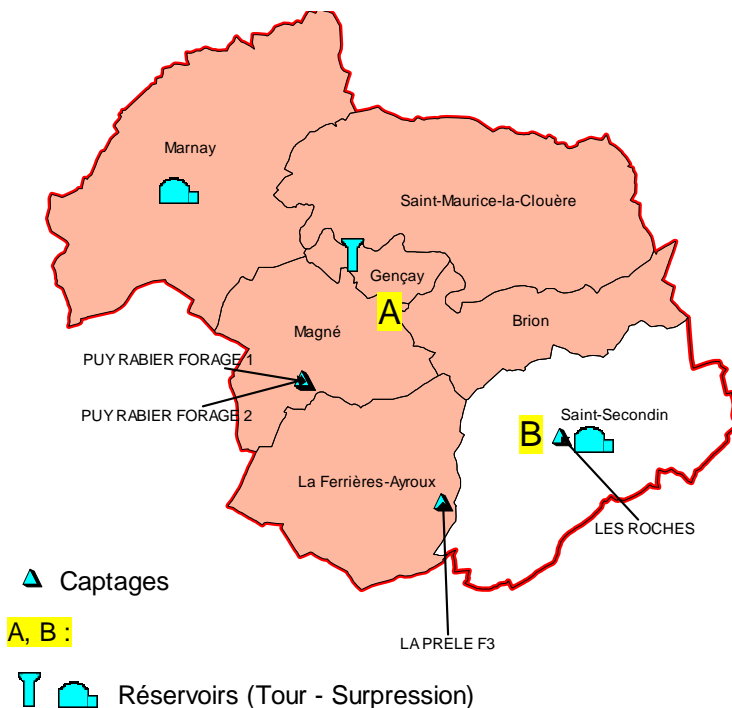 Marnay
Saint-Maurice-la-Clouère
Gençay
A
Brion
Magné
PUY RABIER FORAGE 1
PUY RABIER FORAGE 2
Saint-Secondin
B
La Ferrières-Ayroux
LES ROCHES
Captages
A, B :
LA PRELE F3
Réservoirs (Tour - Surpression)